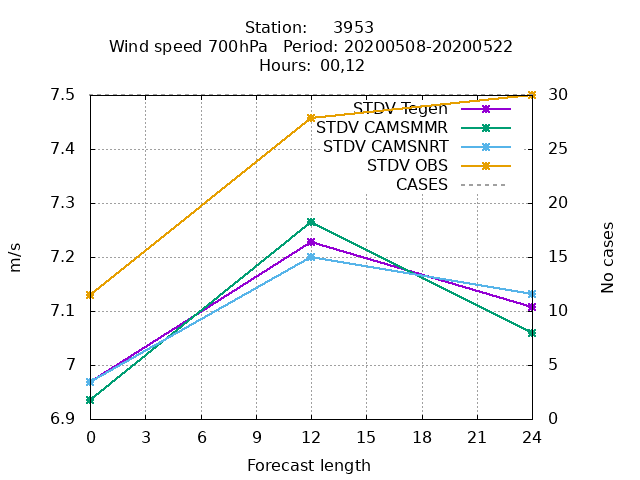 Station: 3953
Wind speed 700hPa Period: 20200508-20200522
Hours: 00,12
7.5
7.4
7.3
7.2
7.1
7
6.9
m/s
STDV Tegen
STDV CAMSMMR
STDV CAMSNRT
STDV OBS
CASES
30
25
20
15
10
5
0
No cases
0 3 6 9 12 15 18 21 24
Forecast length